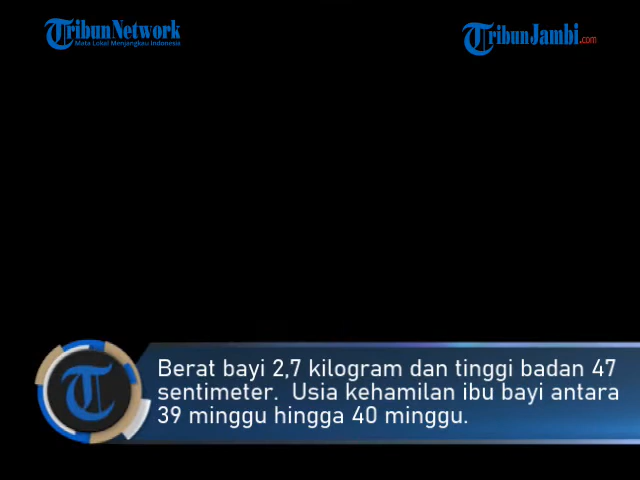 TribunNetwork
Mata Lokal Menjangkau Indonesia
TribunJambi.com
Berat bayi 2,7 kilogram dan tinggi badan 47
sentimeter. Usia kehamilan ibu bayi antara
39 minggu hingga 40 minggu.
T